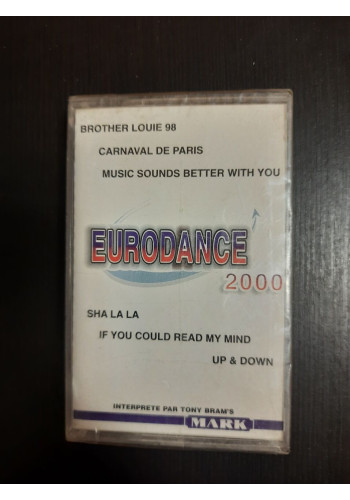 BROTHER LOUIE 98
CARNAVAL DE PARIS
MUSIC SOUNDS BETTER WITH YOU
EURODANCE
2000
SHA LA LA
IF YOU COULD READ MY MIND
UP & DOWN
INTERPRETE PAR TONY BRAM'S
MARK